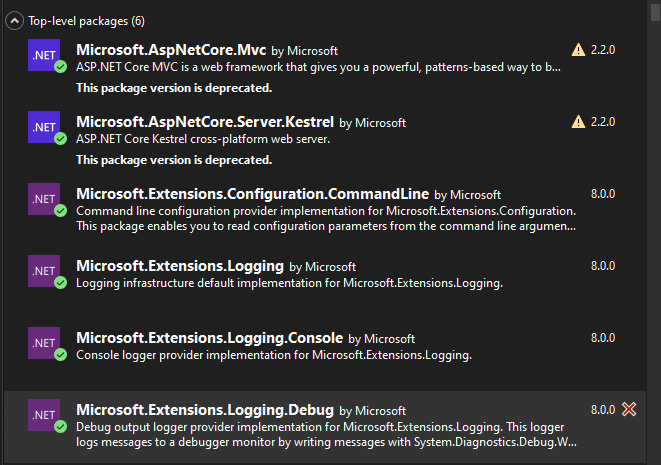 Top-level packages (6)
.NET
Microsoft.AspNetCore.Mvc by Microsoft
2.2.0
ASP.NET Core MVC is a web framework that gives you a powerful, patterns-based way to b...
This package version is deprecated.
.NET
Microsoft.AspNetCore.Server.Kestrel by Microsoft
2.2.0
ASP.NET Core Kestrel cross-platform web server.
This package version is deprecated.
.NET
Microsoft.Extensions.Configuration.CommandLine by Microsoft
8.0.0
Command line configuration provider implementation for Microsoft.Extensions.Configuration.
This package enables you to read configuration parameters from the command line argumen...
.NET
Microsoft.Extensions.Logging by Microsoft
8.0.0
Logging infrastructure default implementation for Microsoft.Extensions.Logging.
.NET
Microsoft.Extensions.Logging.Console by Microsoft
8.0.0
Console logger provider implementation for Microsoft.Extensions.Logging.
.NET
Microsoft.Extensions.Logging.Debug by Microsoft
8.0.0
Debug output logger provider implementation for Microsoft.Extensions.Logging. This logger
logs messages to a debugger monitor by writing messages with System.Diagnostics.Debug.W...